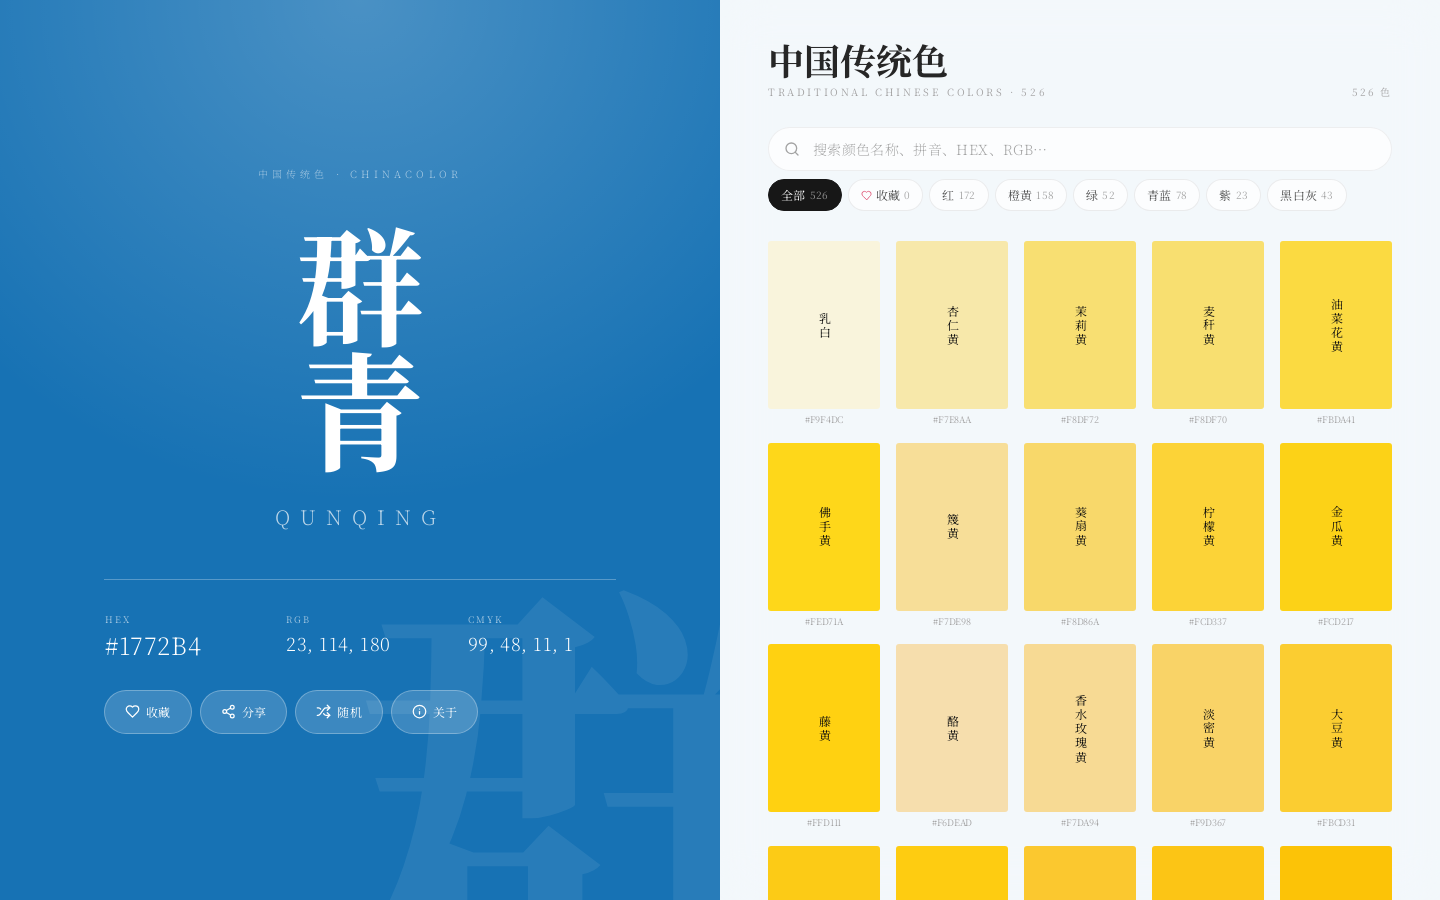 中国传统色 · CHINACOLOR
群青
QUNQING
HEX
#1772B4
RGB
23, 114, 180
CMYK
99, 48, 11, 1
收藏
分享
随机
关于
群
中国传统色
TRADITIONAL CHINESE COLORS · 526
526 色
搜索颜色名称、拼音、HEX、RGB…
全部 526
收藏 0
红 172
橙黄 158
绿 52
青蓝 78
紫 23
黑白灰 43
乳白
#F9F4DC
杏仁黄
#F7E8AA
茉莉黄
#F8DF72
麦秆黄
#F8DF70
油菜花黄
#FBDA41
佛手黄
#FED71A
篾黄
#F7DE98
葵扇黄
#F8D86A
柠檬黄
#FCD337
金瓜黄
#FCD217
藤黄
#FFD111
酪黄
#F6DEAD
香水玫瑰黄
#F7DA94
淡密黄
#F9D367
大豆黄
#FBCD31